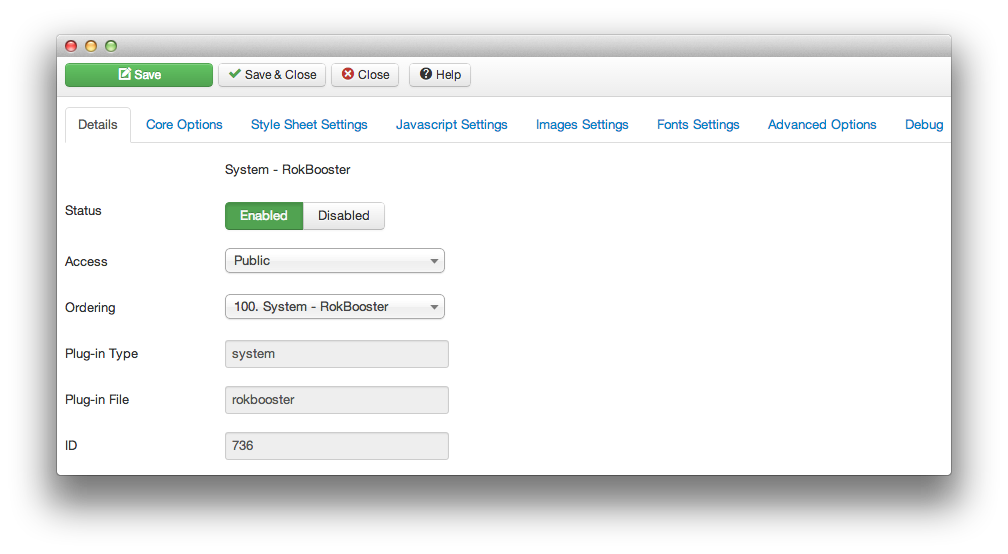 Save Save & Close Close Help
Details Core Options Style Sheet Settings Javascript Settings Images Settings Fonts Settings Advanced Options Debug
System - RokBooster
Status Enabled Disabled
Access Public
Ordering 100. System - RokBooster
Plug-in Type system
Plug-in File rokbooster
ID 736